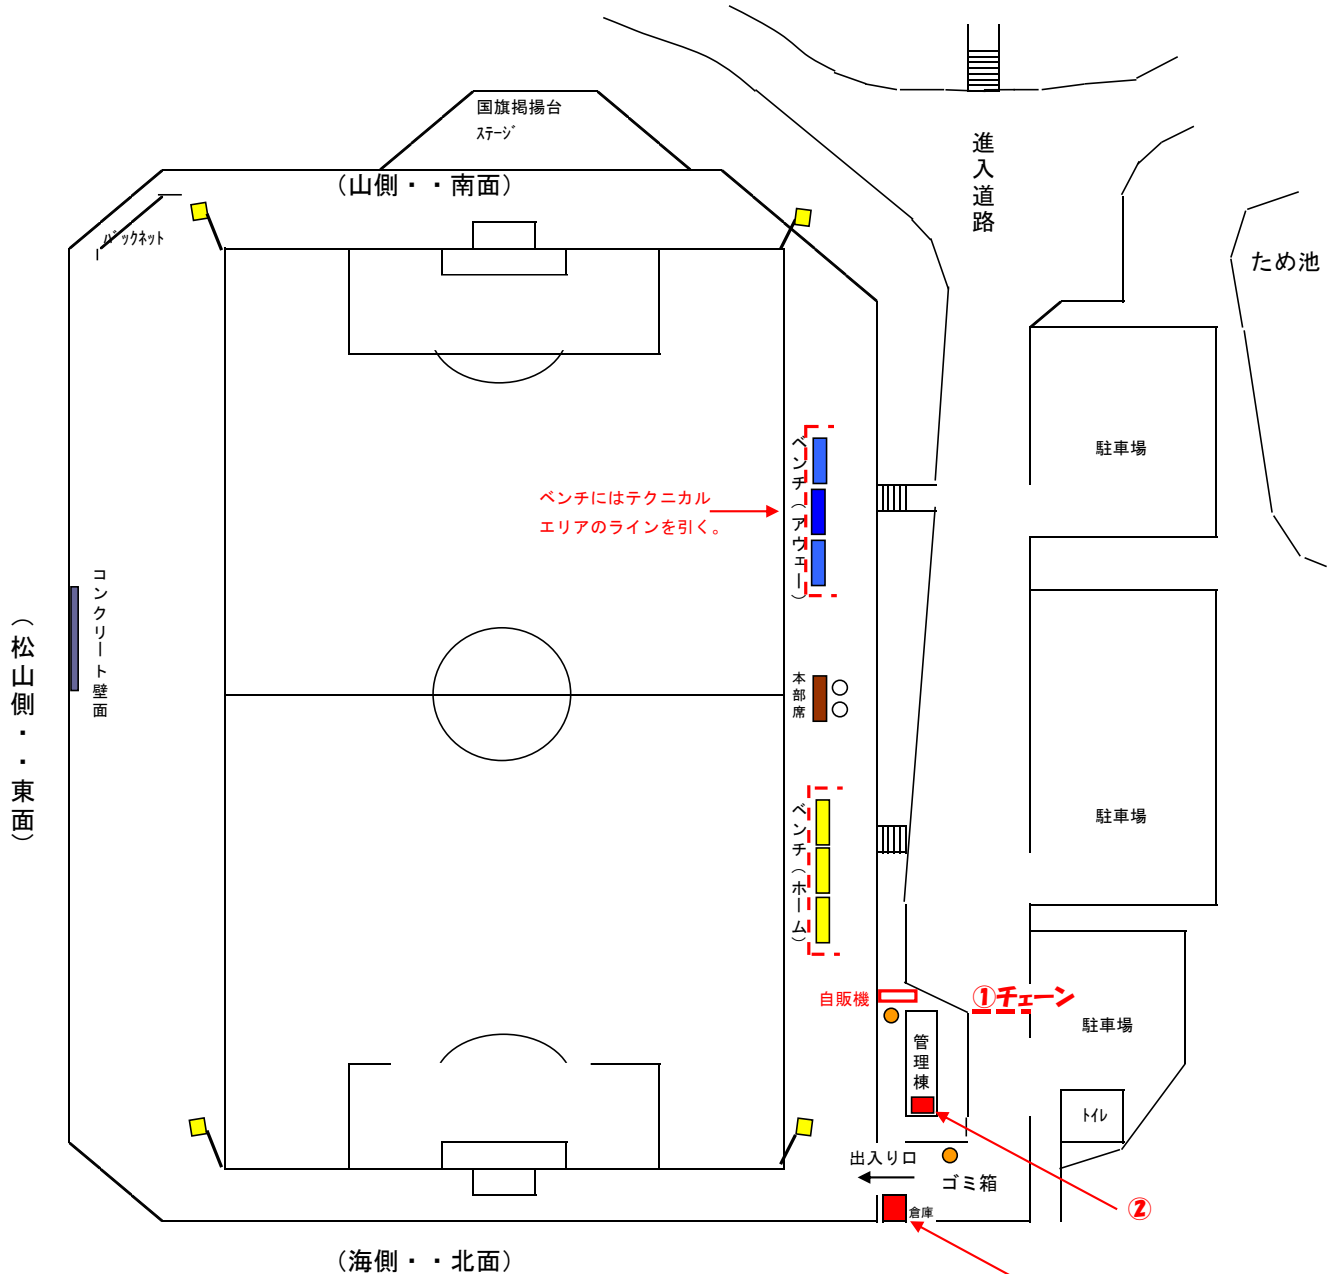 国旗掲揚台
ｽﾃｰｼﾞ
（山側・・南面）
ﾊﾞｯｸﾈｯﾄ
進入道路
ため池
駐車場
ベンチ（アウェー）
ベンチにはテクニカル
エリアのラインを引く。
コンクリート壁面
（松山側・・東面）
本部席
駐車場
ベンチ（ホーム）
自販機
①チェーン
駐車場
管理棟
ﾄｲﾚ
出入り口
ゴミ箱
②
倉庫
（海側・・北面）